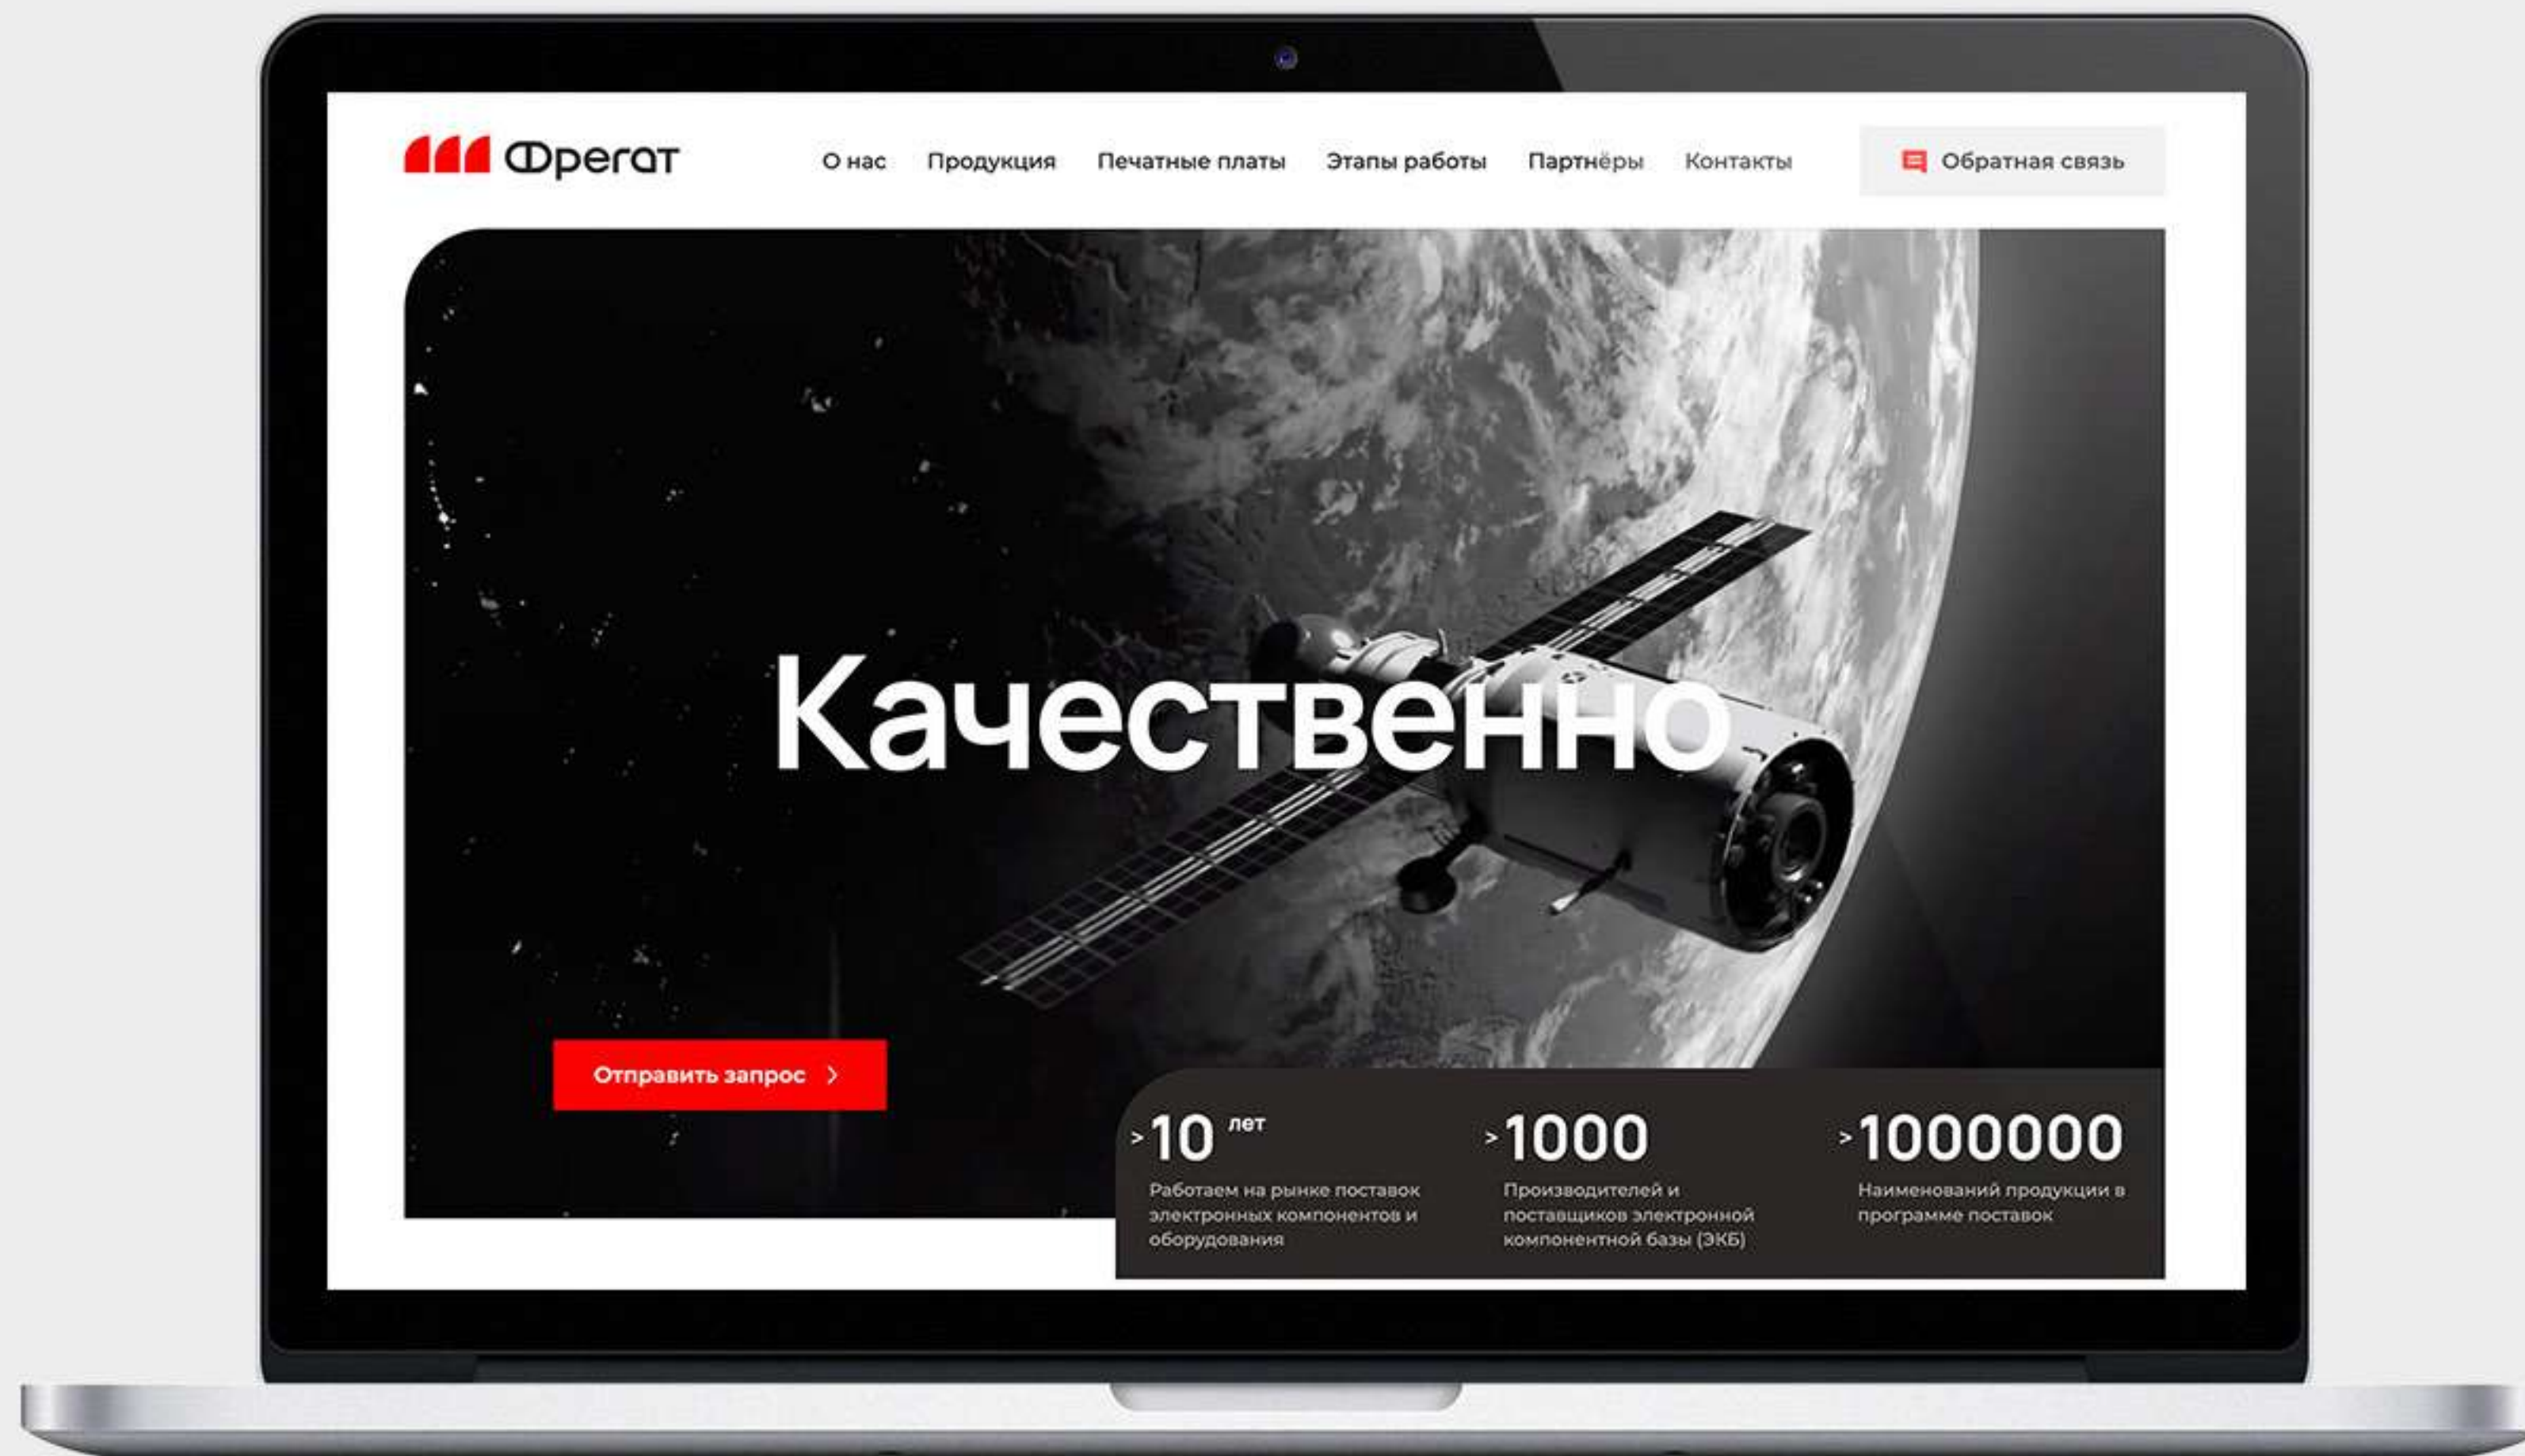 Фрегат
О нас Продукция Печатные платы Этапы работы Партнёры Контакты Обратная связь
Качественно
Отправить запрос
>10 лет
Работаем на рынке поставок
электронных компонентов и
оборудования
>1000
Производителей и
поставщиков электронной
компонентной базы (ЭКБ)
>1000000
Наименований продукции в
программе поставок